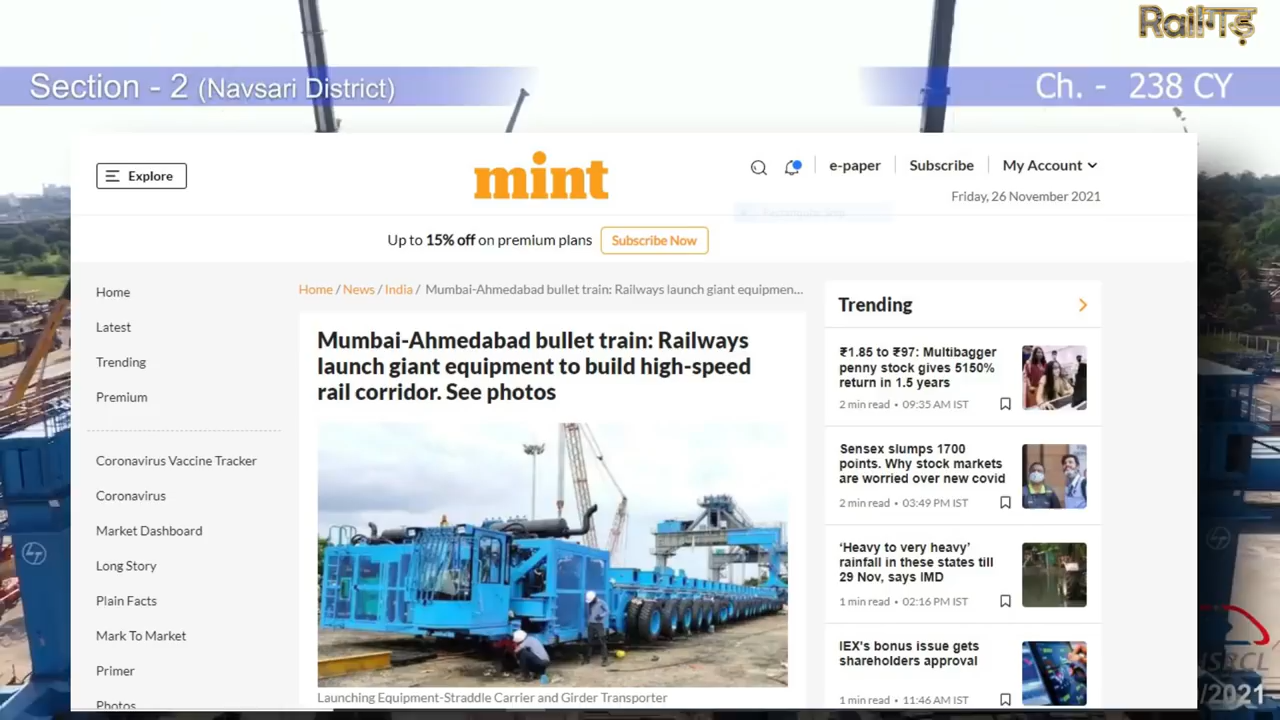 Railगड़
Section - 2 (Navsari District)
Ch. - 238 CY
Explore
mint
e-paper
Subscribe
My Account
Friday, 26 November 2021
Up to 15% off on premium plans
Subscribe Now
Home
Latest
Trending
Premium
Coronavirus Vaccine Tracker
Coronavirus
Market Dashboard
Long Story
Plain Facts
Mark To Market
Primer
Photos
Home / News / India / Mumbai-Ahmedabad bullet train: Railways launch giant equipmen...
Mumbai-Ahmedabad bullet train: Railways
launch giant equipment to build high-speed
rail corridor. See photos
Launching Equipment-Straddle Carrier and Girder Transporter
Trending
₹1.85 to ₹97: Multibagger
penny stock gives 5150%
return in 1.5 years
2 min read • 09:35 AM IST
Sensex slumps 1700
points. Why stock markets
are worried over new covid
2 min read • 03:49 PM IST
‘Heavy to very heavy’
rainfall in these states till
29 Nov, says IMD
1 min read • 02:16 PM IST
IEX's bonus issue gets
shareholders approval
1 min read • 11:46 AM IST
/2021